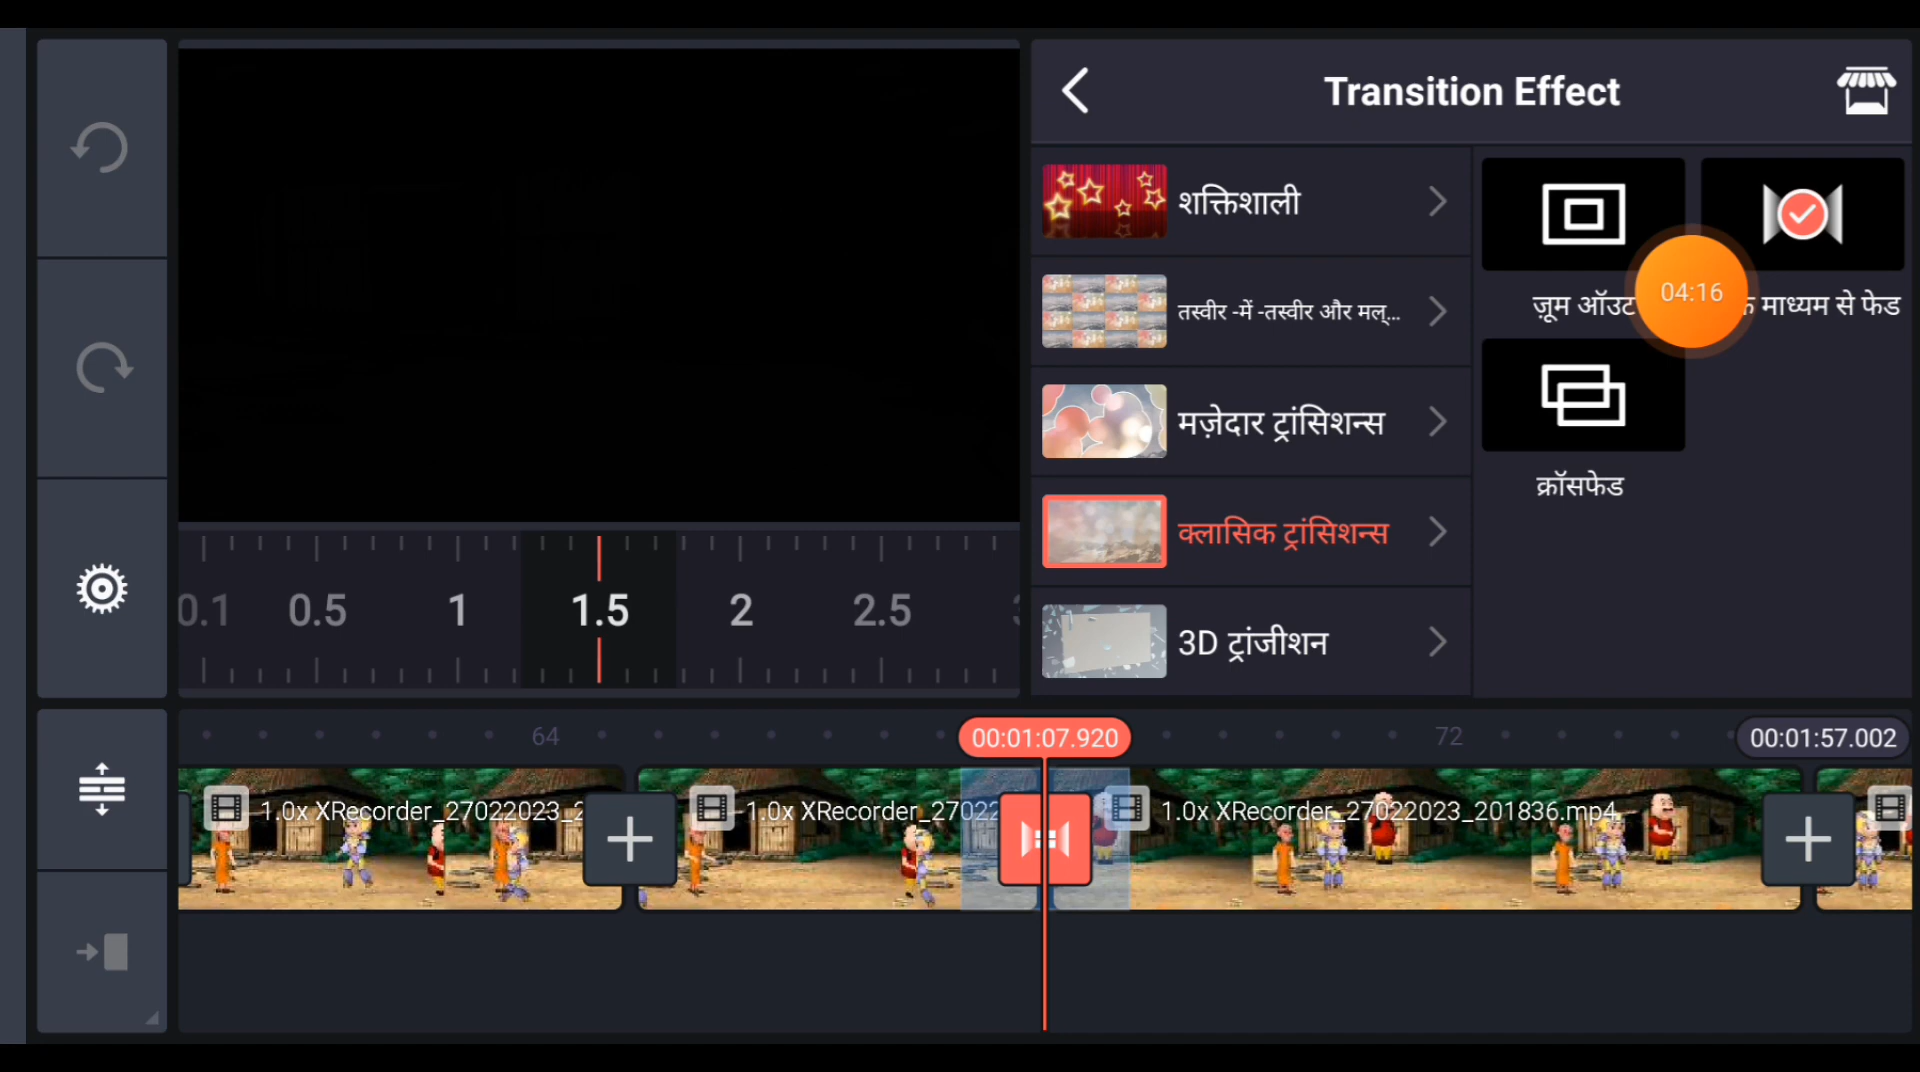 Transition Effect
शक्तिशाली
तस्वीर -में -तस्वीर और मल्...
मज़ेदार ट्रांसिशन्स
क्लासिक ट्रांसिशन्स
3D ट्रांजीशन
ज़ूम ऑउट
04:16
माध्यम से फेड
क्रॉसफेड
0.1 0.5 1 1.5 2 2.5
64 00:01:07.920 72 00:01:57.002
1.0x XRecorder_27022023_2
1.0x XRecorder_27022
1.0x XRecorder_27022023_201836.mp4